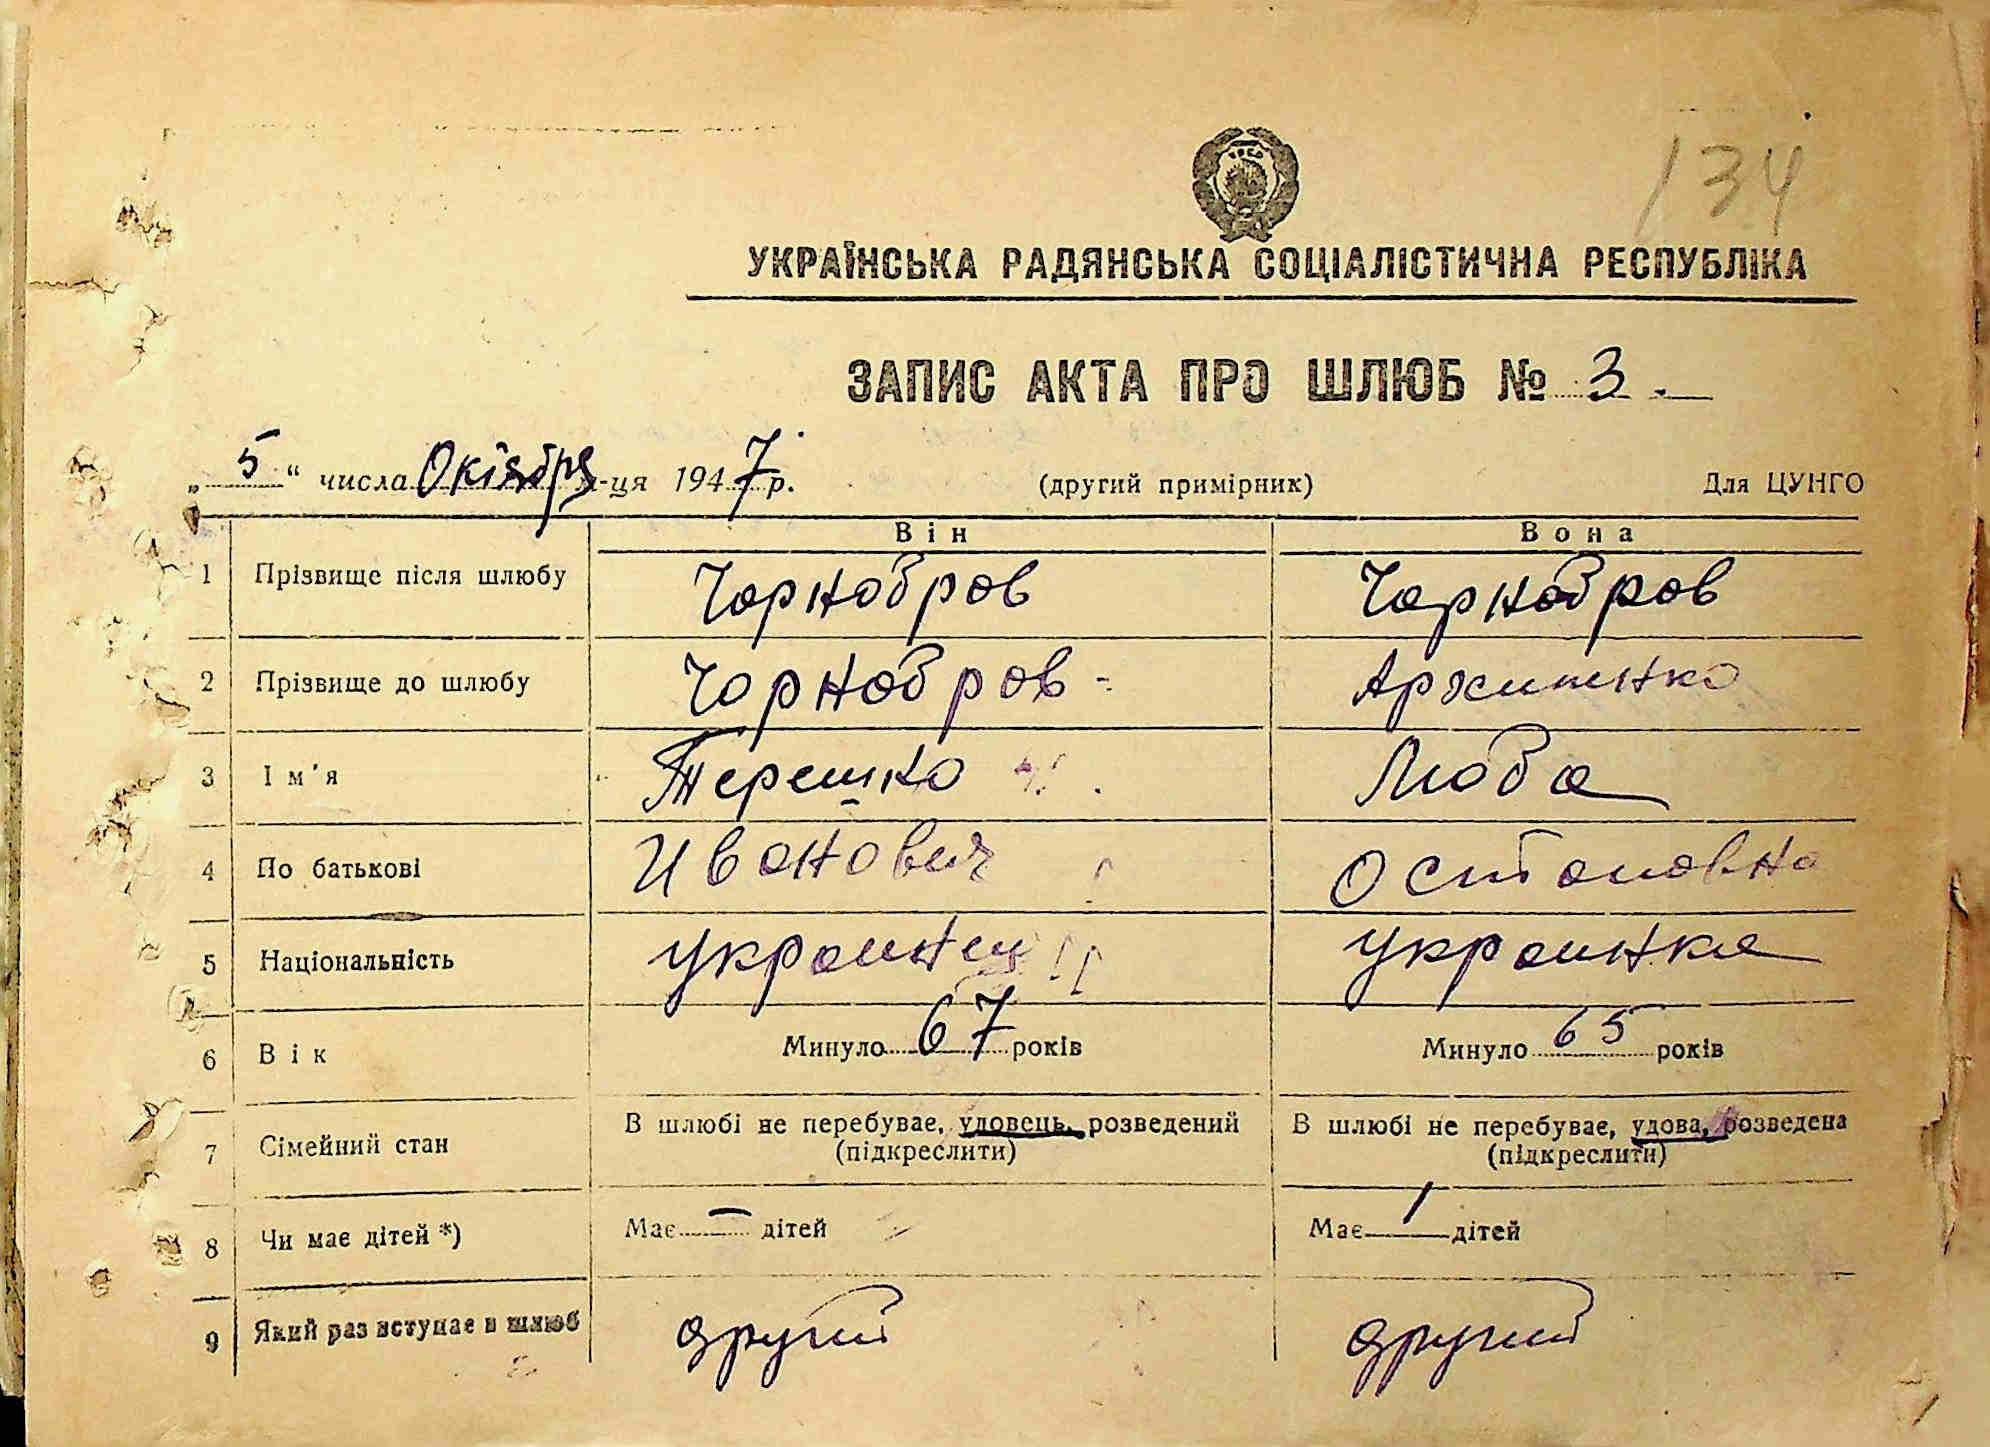 134
УКРАЇНСЬКА РАДЯНСЬКА СОЦІАЛІСТИЧНА РЕСПУБЛІКА
ЗАПИС АКТА ПРО ШЛЮБ № 3.
„5“ числа Октября м-ця 1947 р. (другий примірник) Для ЦУНГО
Він Вона
1 Прізвище після шлюбу Чорнобров Чорнобров
2 Прізвище до шлюбу Чорнобров Архипенко
3 Ім'я Терешко Люба
4 По батькові Иванович Остаповна
5 Національність украинец украинка
6 Вік Минуло 67 років Минуло 65 років
7 Сімейний стан В шлюбі не перебуває, удовець, розведений В шлюбі не перебуває, удова, розведена
(підкреслити) (підкреслити)
8 Чи має дітей *) Має — дітей Має 1 дітей
9 Який раз вступає в шлюб другий другий